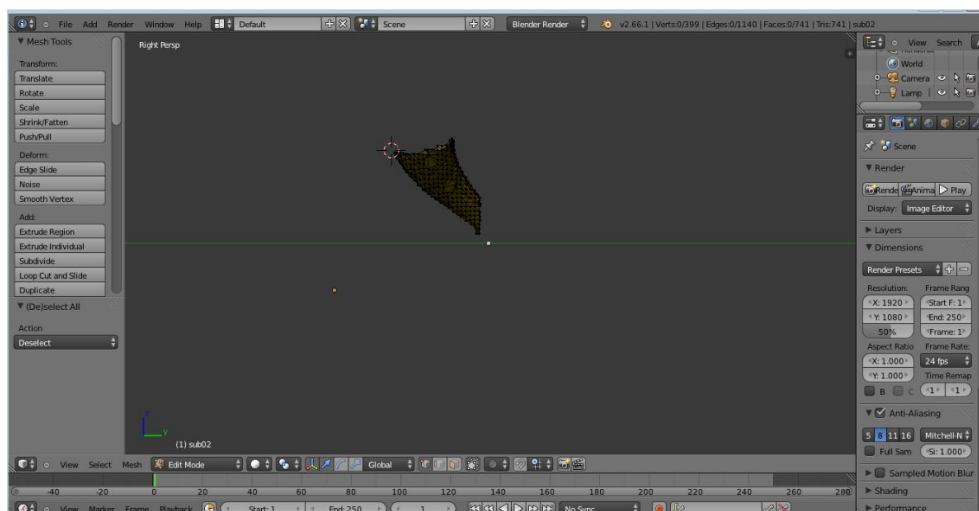 File Add Render Window Help Default Scene Blender Render v2.66.1 | Verts:0/399 | Edges:0/1140 | Faces:0/741 | Tris:741 | sub02
Mesh Tools
Transform:
Translate
Rotate
Scale
Shrink/Fatten
Push/Pull
Deform:
Edge Slide
Noise
Smooth Vertex
Add:
Extrude Region
Extrude Individual
Subdivide
Loop Cut and Slide
Duplicate
(De)select All
Action
Deselect
Right Persp
z
y
(1) sub02
View Select Mesh Edit Mode Global
-40 -20 0 20 40 60 80 100 120 140 160 180 200 220 240 260 280
View Marker Frame Playback Start: 1 End: 250 1 No Sync
View Search
World
Camera
Lamp
Scene
Render
Rende Anima Play
Display: Image Editor
Layers
Dimensions
Render Presets
Resolution: Frame Rang
X: 1920 Start F: 1
Y: 1080 End: 250
50% Frame: 1
Aspect Ratio Frame Rate:
X: 1.000 24 fps
Y: 1.000 Time Remap
B C 1 1
Anti-Aliasing
5 8 11 16 Mitchell-N
Full Sam Si: 1.000
Sampled Motion Blur
Shading
Performance